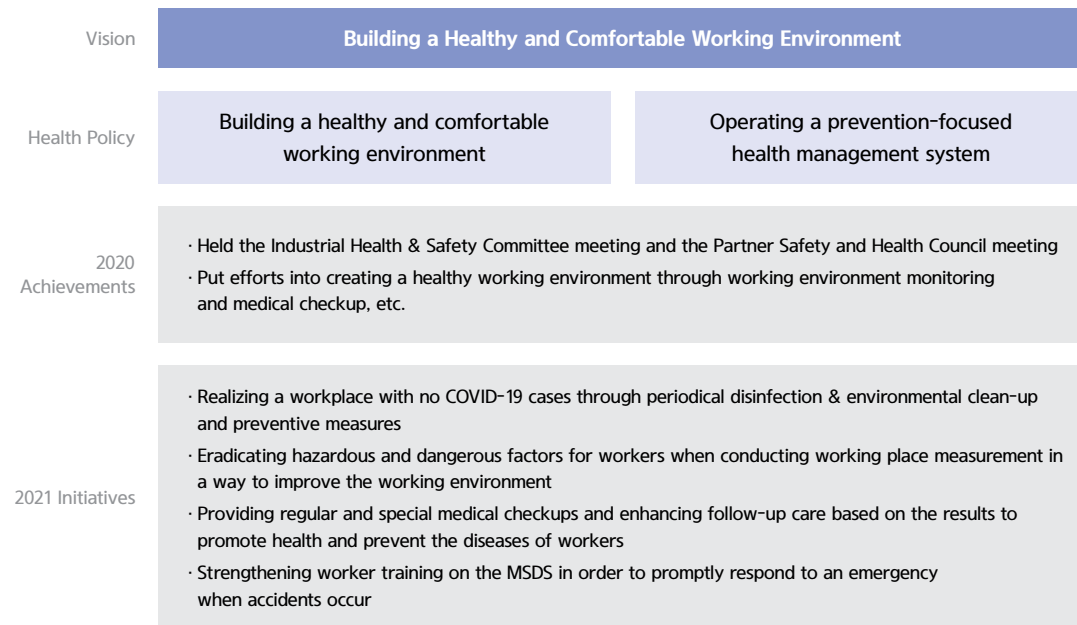 Vision
Building a Healthy and Comfortable Working Environment
Health Policy
Building a healthy and comfortable
working environment
Operating a prevention-focused
health management system
2020
Achievements
· Held the Industrial Health & Safety Committee meeting and the Partner Safety and Health Council meeting
· Put efforts into creating a healthy working environment through working environment monitoring
and medical checkup, etc.
2021 Initiatives
· Realizing a workplace with no COVID-19 cases through periodical disinfection & environmental clean-up
and preventive measures
· Eradicating hazardous and dangerous factors for workers when conducting working place measurement in
a way to improve the working environment
· Providing regular and special medical checkups and enhancing follow-up care based on the results to
promote health and prevent the diseases of workers
· Strengthening worker training on the MSDS in order to promptly respond to an emergency
when accidents occur